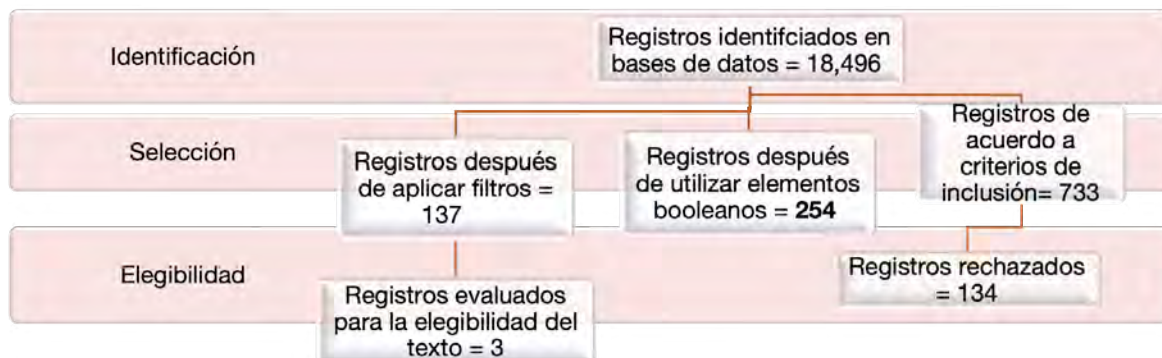 Identificación
Registros identifciados en
bases de datos = 18,496
Selección
Registros después
de aplicar filtros =
137
Registros después
de utilizar elementos
booleanos = 254
Registros de
acuerdo a
criterios de
inclusión= 733
Elegibilidad
Registros evaluados
para la elegibilidad del
texto = 3
Registros rechazados
= 134